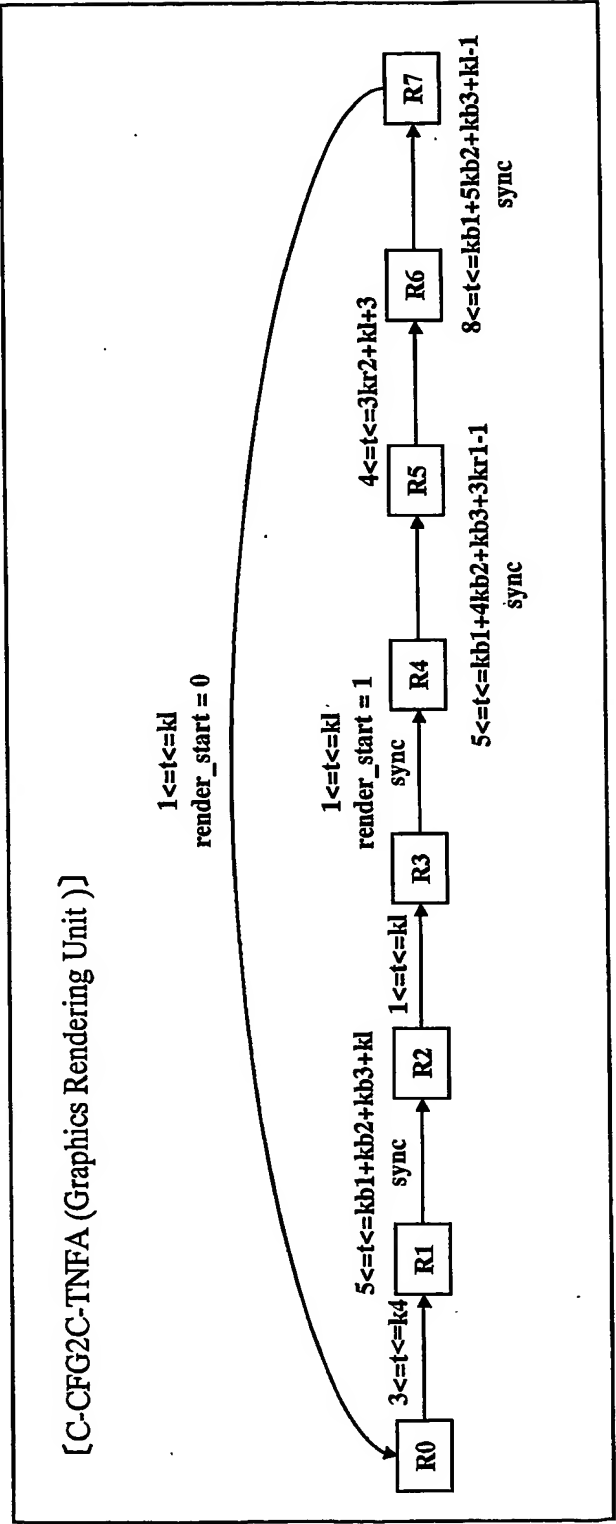 [C-CFG2C-TNFA (Graphics Rendering Unit )]
1<=t<=kl
render_start = 0
R0
3<=t<=k4
R1
5<=t<=kb1+kb2+kb3+kl
sync
R2
1<=t<=kl
R3
1<=t<=kl
render_start = 1
sync
R4
5<=t<=kb1+4kb2+kb3+3kr1-1
sync
R5
4<=t<=3kr2+kl+3
R6
8<=t<=kb1+5kb2+kb3+kl-1
sync
R7